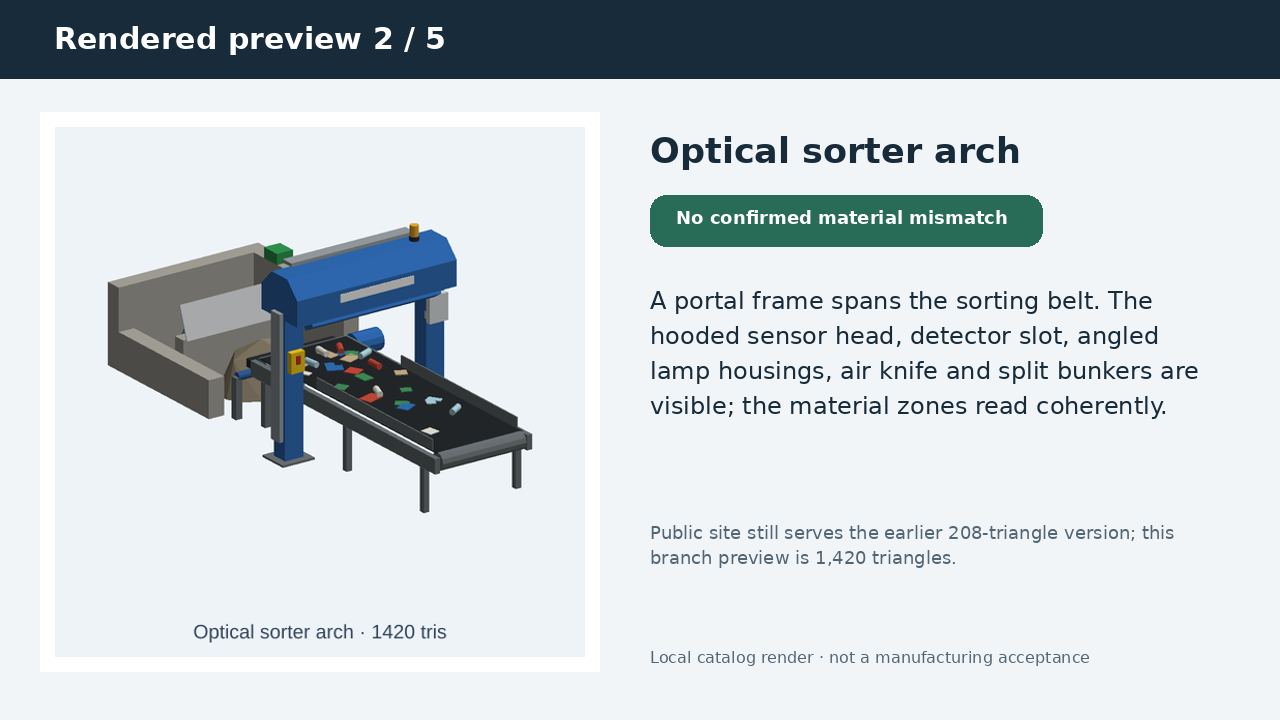 Rendered preview 2 / 5
Optical sorter arch
No confirmed material mismatch
A portal frame spans the sorting belt. The
hooded sensor head, detector slot, angled
lamp housings, air knife and split bunkers are
visible; the material zones read coherently.
Public site still serves the earlier 208-triangle version; this
branch preview is 1,420 triangles.
Optical sorter arch · 1420 tris
Local catalog render · not a manufacturing acceptance